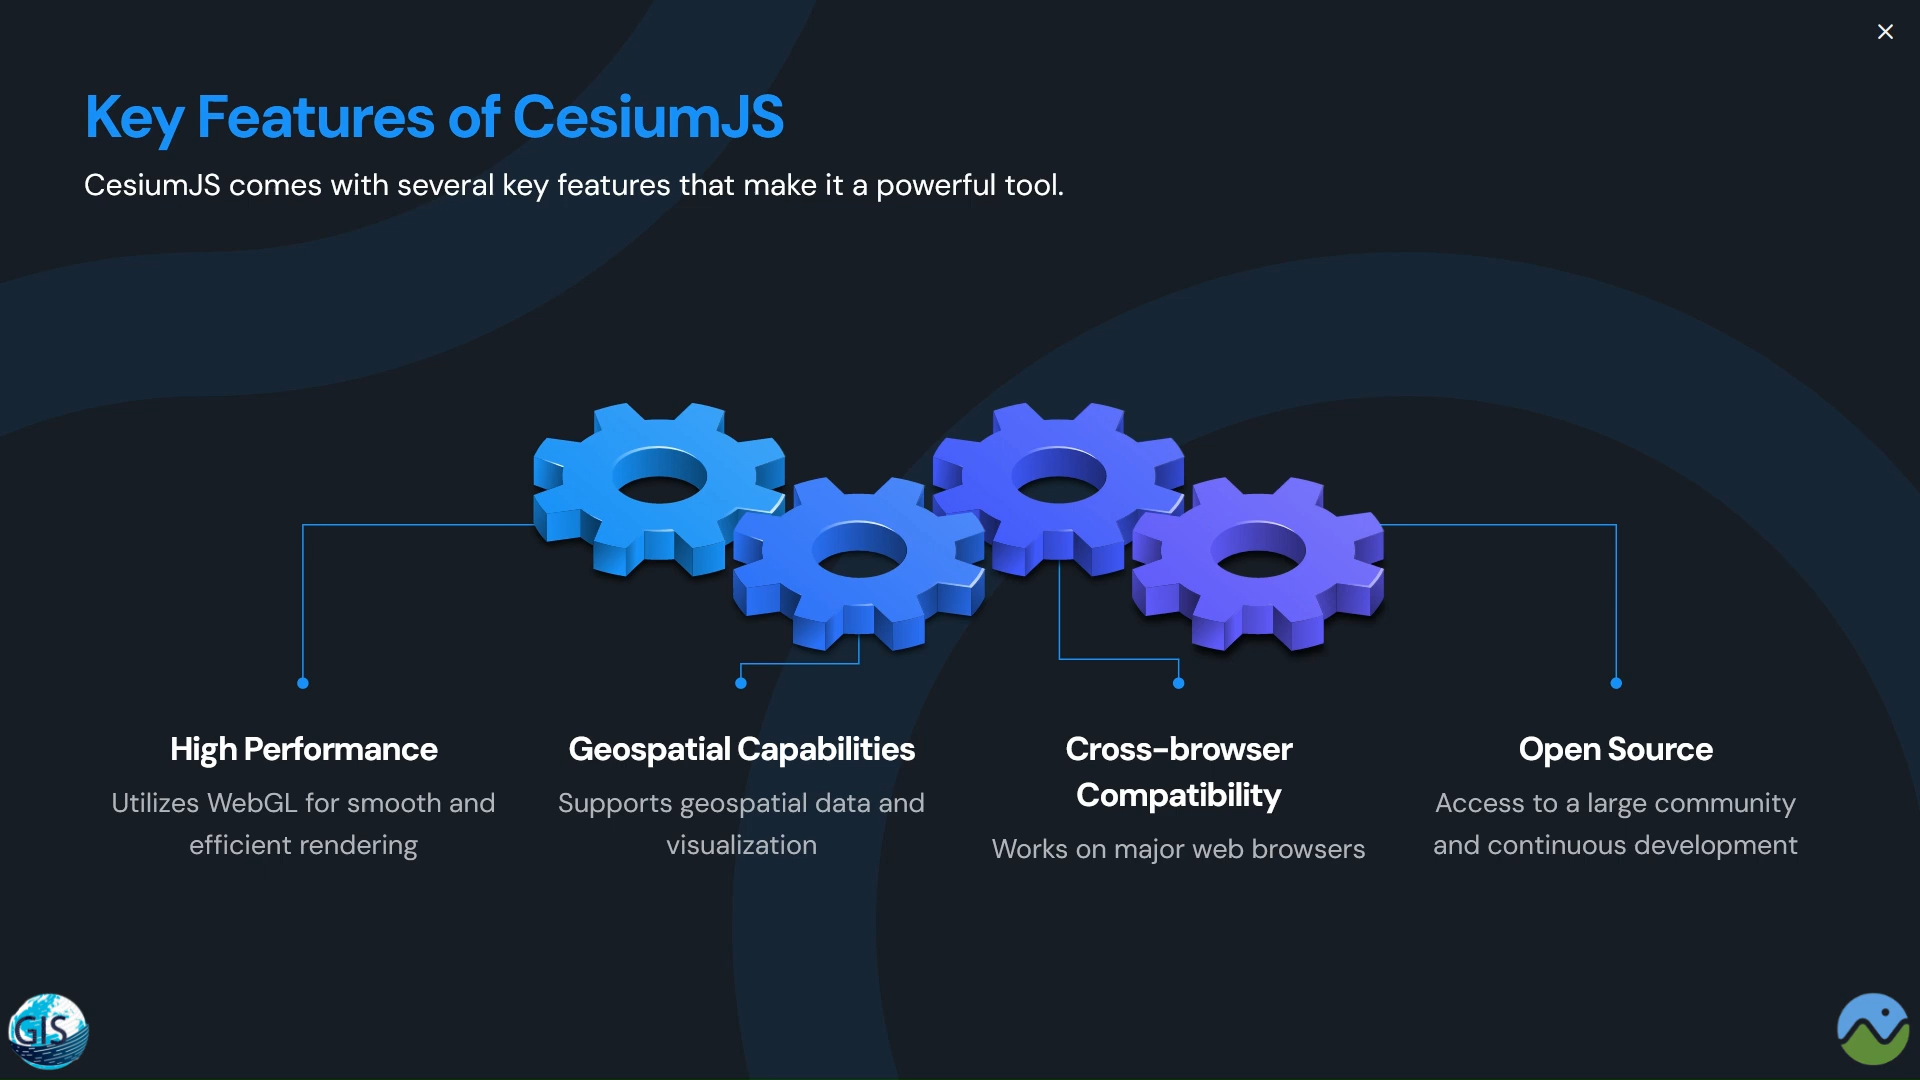 Key Features of CesiumJS
CesiumJS comes with several key features that make it a powerful tool.
High Performance
Utilizes WebGL for smooth and
efficient rendering
Geospatial Capabilities
Supports geospatial data and
visualization
Cross-browser
Compatibility
Works on major web browsers
Open Source
Access to a large community
and continuous development
GIS